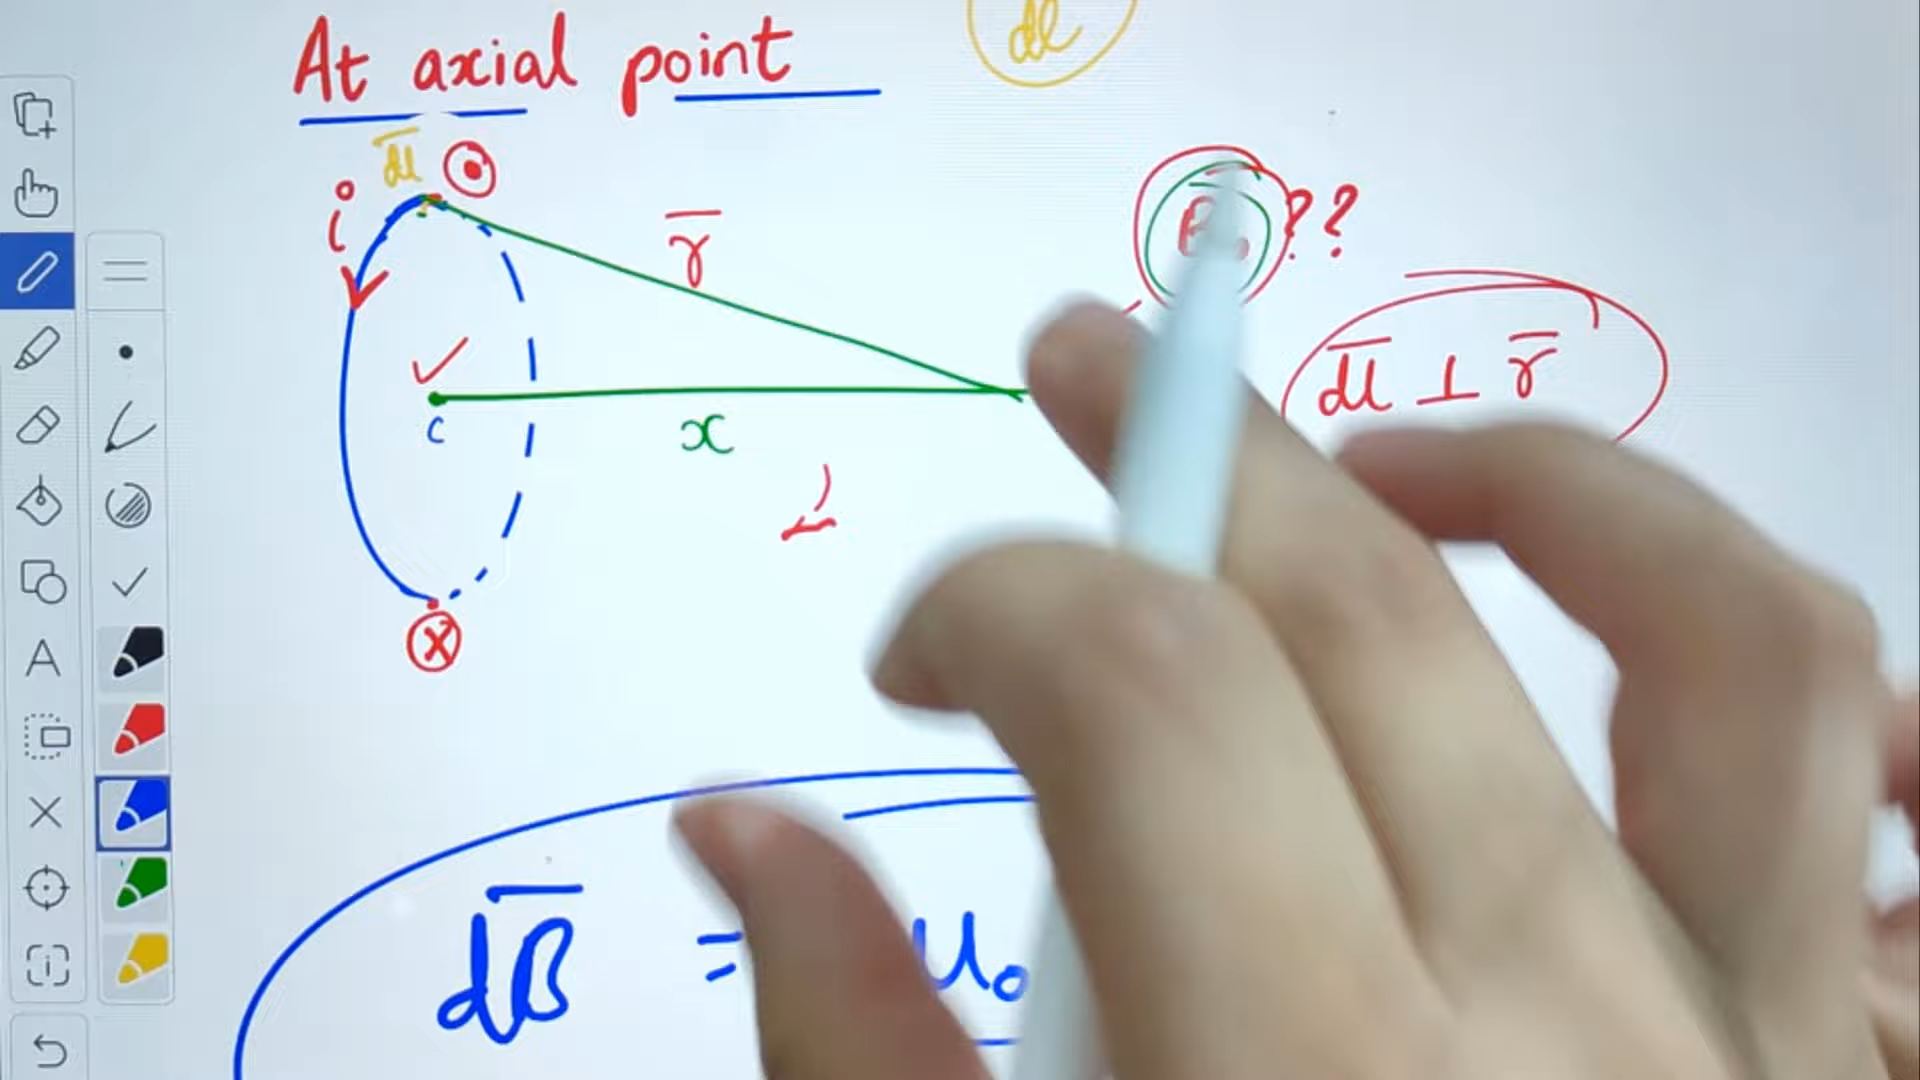 At axial point
dl
dl
i
r
??
dl ⊥ r
c
x
X
dB = μ₀